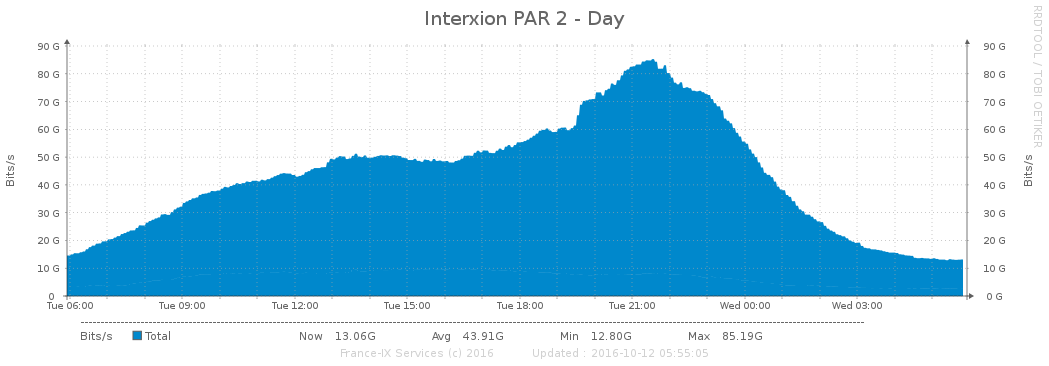 Interxion PAR 2 - Day
RRDTOOL / TOBI OETIKER
90 G 90 G
80 G 80 G
70 G 70 G
60 G 60 G
50 G 50 G
40 G 40 G
30 G 30 G
20 G 20 G
10 G 10 G
0 0 G
Bits/s
Bits/s
Tue 06:00 Tue 09:00 Tue 12:00 Tue 15:00 Tue 18:00 Tue 21:00 Wed 00:00 Wed 03:00
Bits/s Total Now 13.06G Avg 43.91G Min 12.80G Max 85.19G
France-IX Services (c) 2016 Updated : 2016-10-12 05:55:05